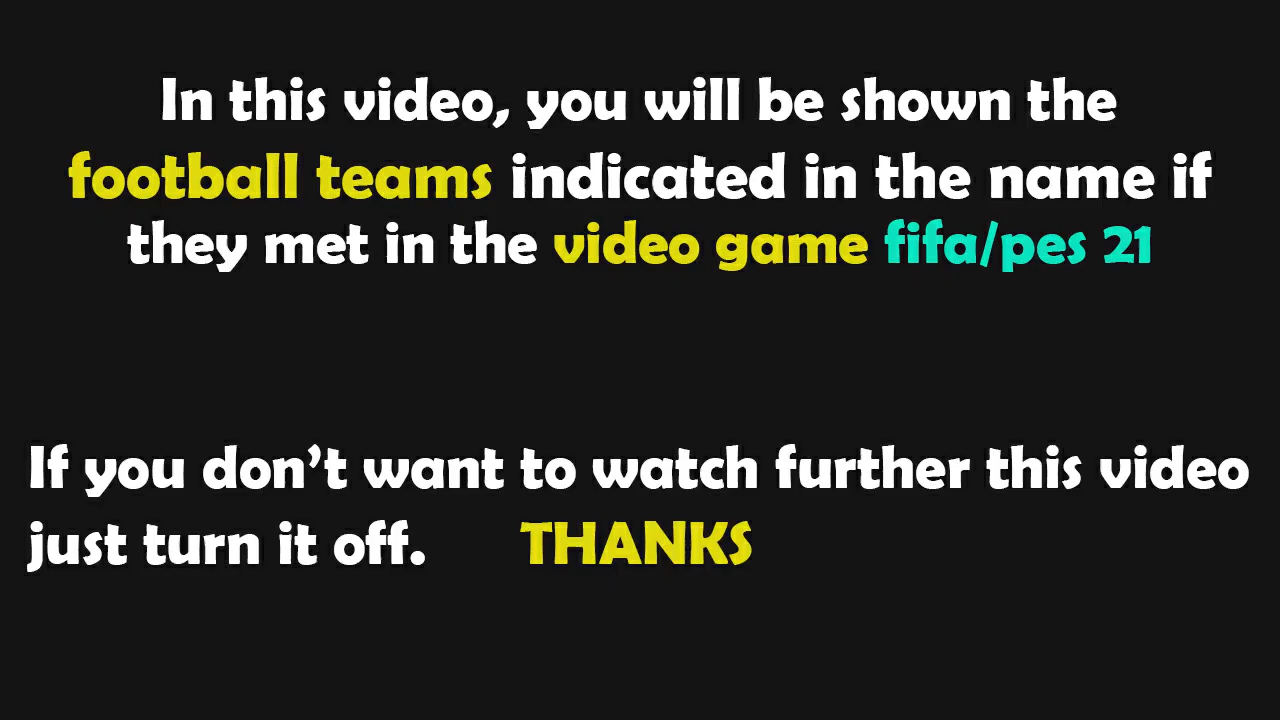 In this video, you will be shown the
football teams indicated in the name if
they met in the video game fifa/pes 21
If you don’t want to watch further this video
just turn it off. THANKS